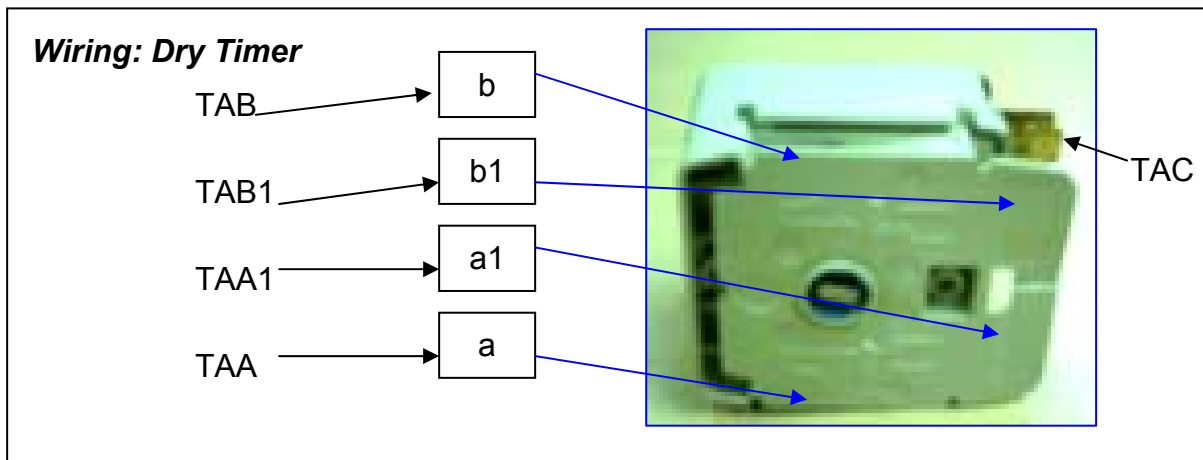 Wiring: Dry Timer
TAB
b
TAB1
b1
TAA1
a1
TAA
a
TAC